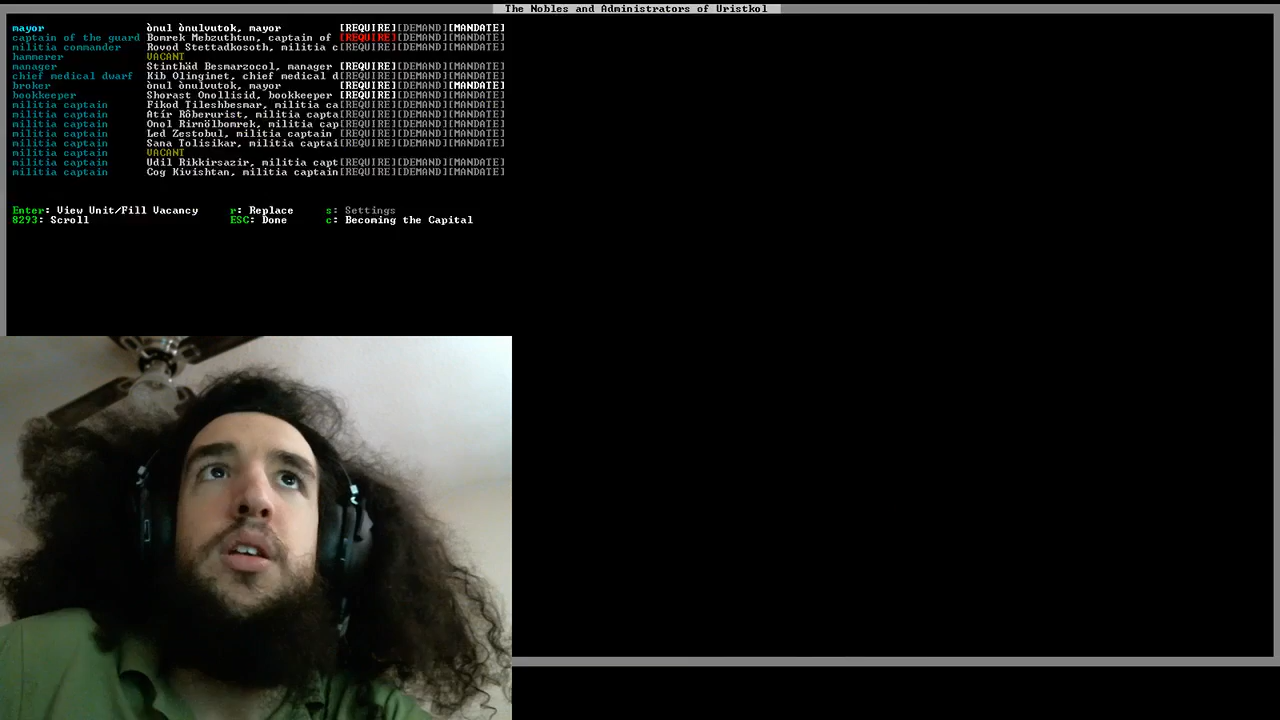 The Nobles and Administrators of Uristkol
mayor ònul ònulvutok, mayor [REQUIRE][DEMAND][MANDATE]
captain of the guard Bomrek Mebzuthtun, captain of [REQUIRE][DEMAND][MANDATE]
militia commander Rovod Stettadkosoth, militia c[REQUIRE][DEMAND][MANDATE]
hammerer VACANT
manager Stinthäd Besmarzocol, manager [REQUIRE][DEMAND][MANDATE]
chief medical dwarf Kib Olinginet, chief medical d[REQUIRE][DEMAND][MANDATE]
broker ònul ònulvutok, mayor [REQUIRE][DEMAND][MANDATE]
bookkeeper Shorast Onollisid, bookkeeper [REQUIRE][DEMAND][MANDATE]
militia captain Fikod Tileshbesmar, militia ca[REQUIRE][DEMAND][MANDATE]
militia captain Atír Rôberurist, militia capta[REQUIRE][DEMAND][MANDATE]
militia captain Onol cap[REQUIRE][DEMAND][MANDATE]
militia captain Led Zestobul, militia captain [REQUIRE][DEMAND][MANDATE]
militia captain Sana Tolisikar, militia captai[REQUIRE][DEMAND][MANDATE]
militia captain VACANT
militia captain Udil Rikkirsazir, militia capt[REQUIRE][DEMAND][MANDATE]
militia captain Cog Kivishtan, militia captain[REQUIRE][DEMAND][MANDATE]
Enter: View Unit/Fill Vacancy r: Replace s: Settings
8293: Scroll ESC: Done c: Becoming the Capital